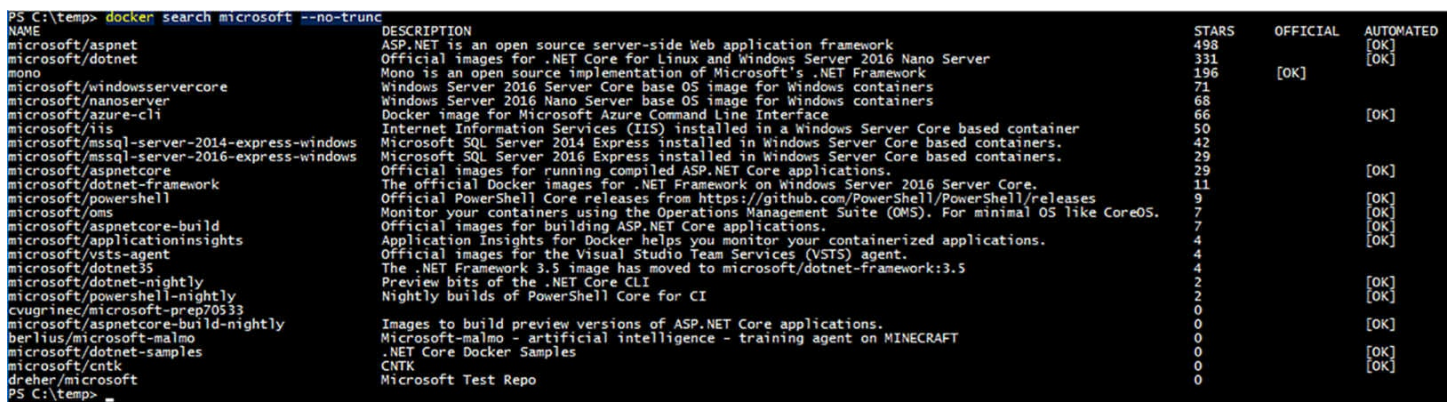 PS C:\temp> docker search microsoft --no-trunc
NAME DESCRIPTION STARS OFFICIAL AUTOMATED
microsoft/aspnet ASP.NET is an open source server-side Web application framework 498 [OK]
microsoft/dotnet Official images for .NET Core for Linux and Windows Server 2016 Nano Server 331 [OK]
mono Mono is an open source implementation of Microsoft's .NET Framework 196 [OK]
microsoft/windowsservercore Windows Server 2016 Server Core base OS image for Windows containers 71
microsoft/nanoserver Windows Server 2016 Nano Server base OS image for Windows containers 68
microsoft/azure-cli Docker image for Microsoft Azure Command Line Interface 66 [OK]
microsoft/iis Internet Information Services (IIS) installed in a Windows Server Core based container 50
microsoft/mssql-server-2014-express-windows Microsoft SQL Server 2014 Express installed in Windows Server Core based containers. 42
microsoft/mssql-server-2016-express-windows Microsoft SQL Server 2016 Express installed in Windows Server Core based containers. 29
microsoft/aspnetcore Official images for running compiled ASP.NET Core applications. 29 [OK]
microsoft/dotnet-framework The official Docker images for .NET Framework on Windows Server 2016 Server Core. 11
microsoft/powershell Official PowerShell Core releases from https://github.com/PowerShell/PowerShell/releases 9 [OK]
microsoft/oms Monitor your containers using the Operations Management Suite (OMS). For minimal OS like CoreOS. 7 [OK]
microsoft/aspnetcore-build Official images for building ASP.NET Core applications. 7 [OK]
microsoft/applicationinsights Application Insights for Docker helps you monitor your containerized applications. 4 [OK]
microsoft/vsts-agent Official images for the Visual Studio Team Services (VSTS) agent. 4
microsoft/dotnet35 The .NET Framework 3.5 image has moved to microsoft/dotnet-framework:3.5 4
microsoft/dotnet-nightly Preview bits of the .NET Core CLI 2 [OK]
microsoft/powershell-nightly Nightly builds of PowerShell Core for CI 2 [OK]
cvugrinec/microsoft-prep70533 0
microsoft/aspnetcore-build-nightly Images to build preview versions of ASP.NET Core applications. 0 [OK]
berlius/microsoft-malmo Microsoft-malmo - artificial intelligence - training agent on MINECRAFT 0
microsoft/dotnet-samples .NET Core Docker Samples 0 [OK]
microsoft/cntk CNTK 0 [OK]
dreher/microsoft Microsoft Test Repo 0
PS C:\temp> _